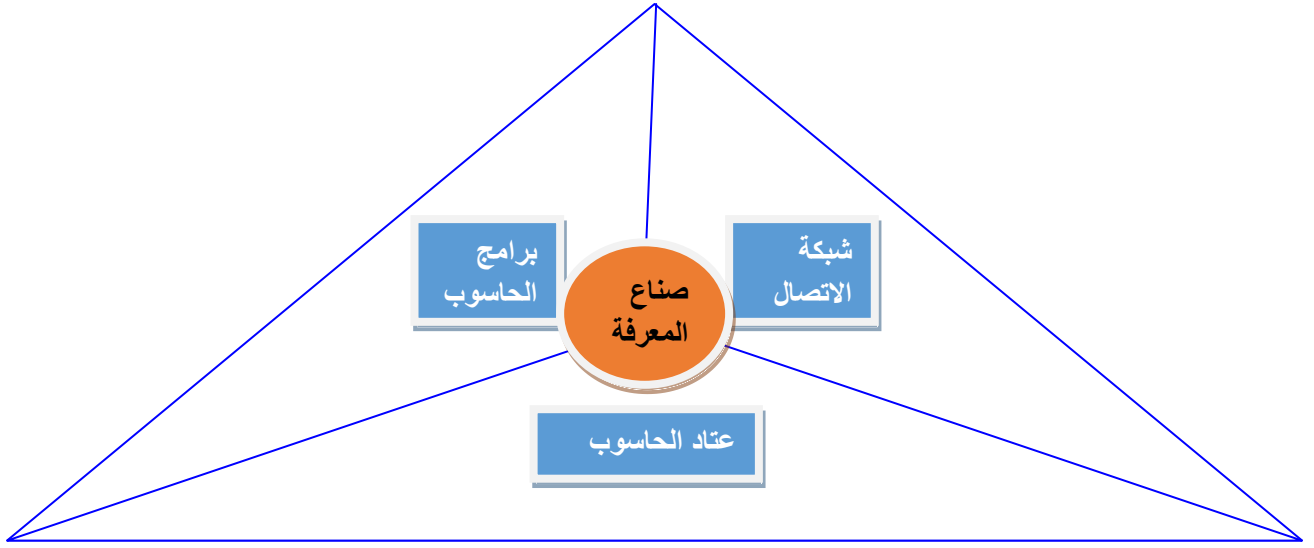 شبكة
الاتصال
برامج
الحاسوب
صناع
المعرفة
عتاد الحاسوب